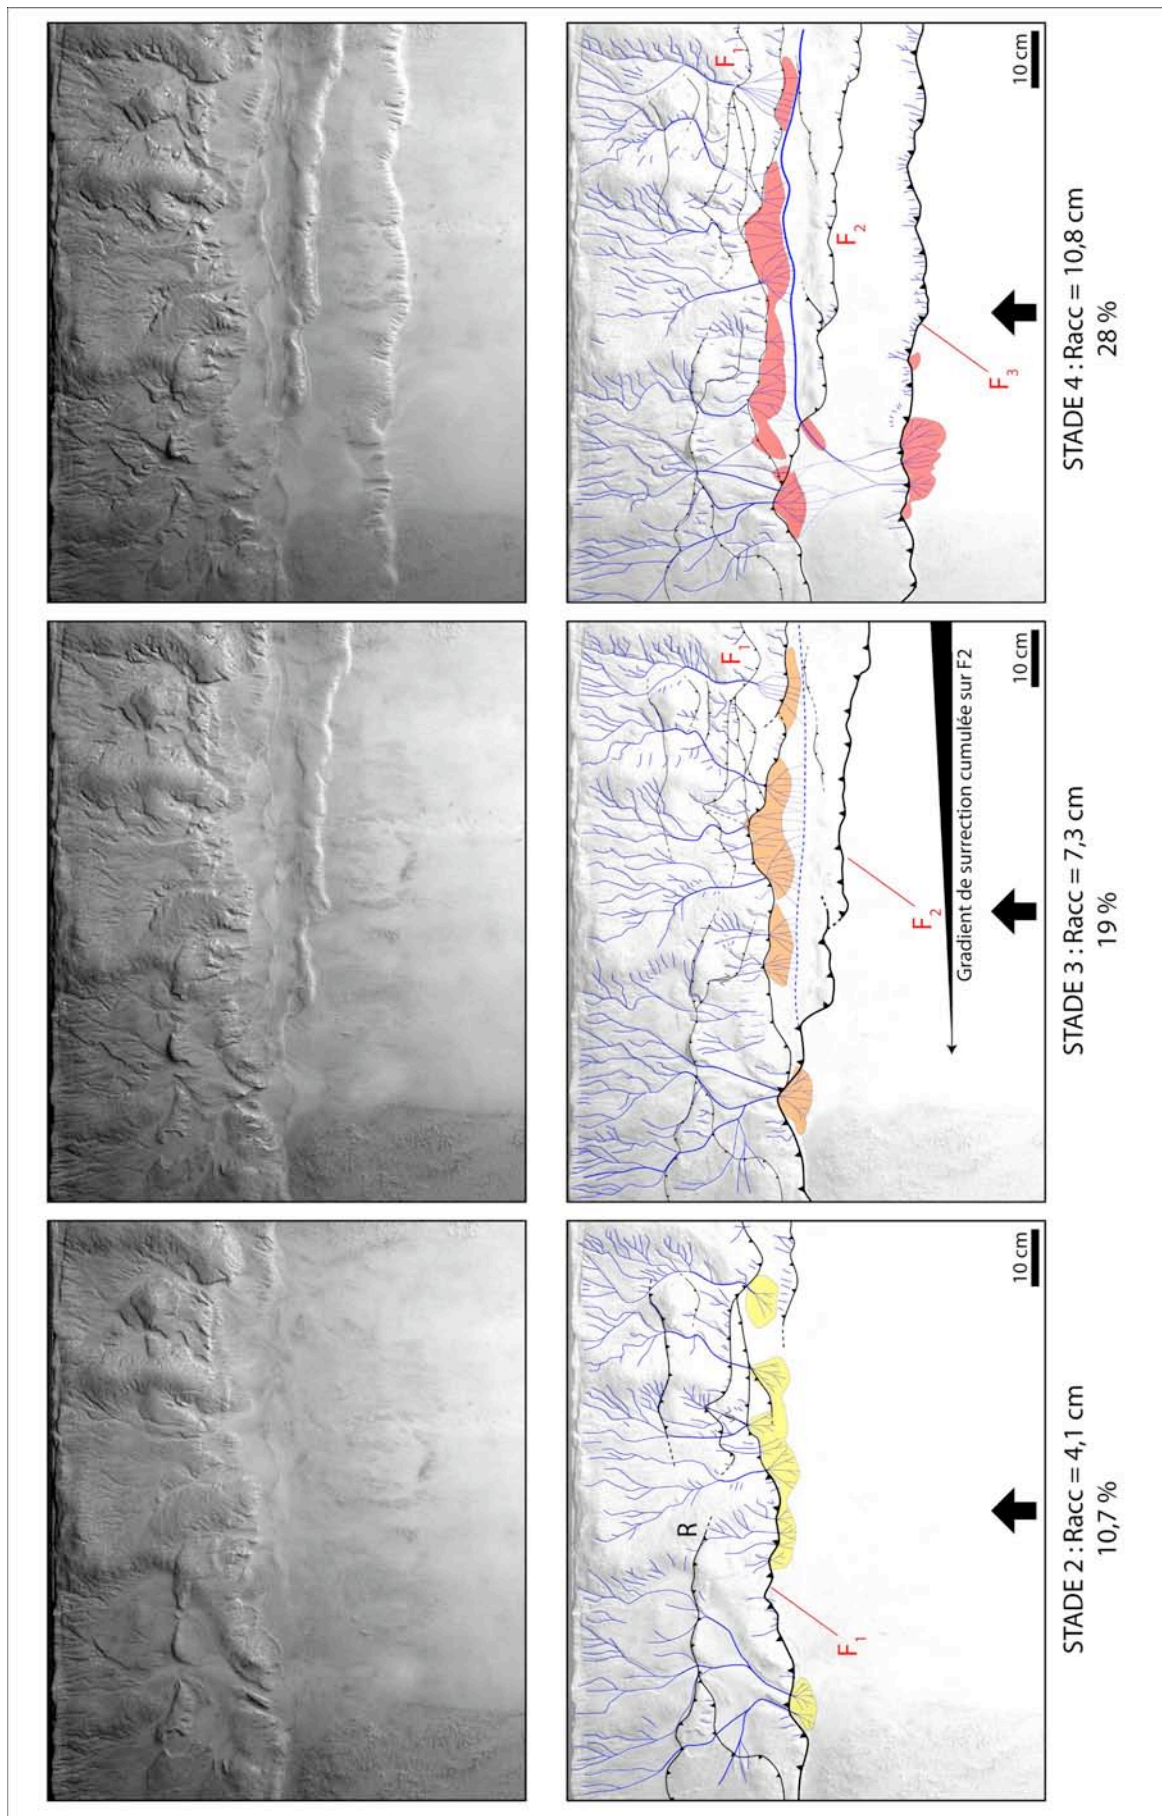 F1
F2
F3
10 cm
STADE 4 : Racc = 10,8 cm
28 %
F1
F2
Gradient de surrection cumulée sur F2
10 cm
STADE 3 : Racc = 7,3 cm
19 %
R
F1
10 cm
STADE 2 : Racc = 4,1 cm
10,7 %